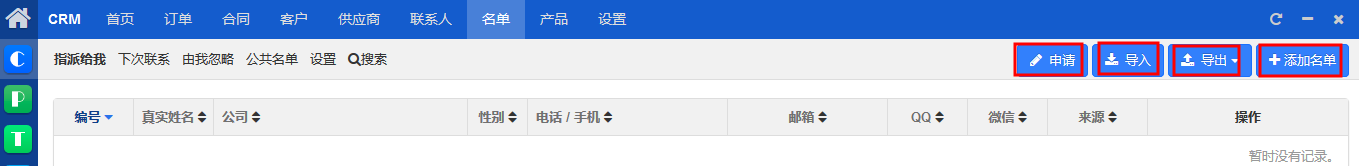 CRM 首页 订单 合同 客户 供应商 联系人 名单 产品 设置
C 指派给我 下次联系 由我忽略 公共名单 设置 搜索 申请 导入 导出 添加名单
P 编号 真实姓名 公司 性别 电话 / 手机 邮箱 QQ 微信 来源 操作
T 暂时没有记录。